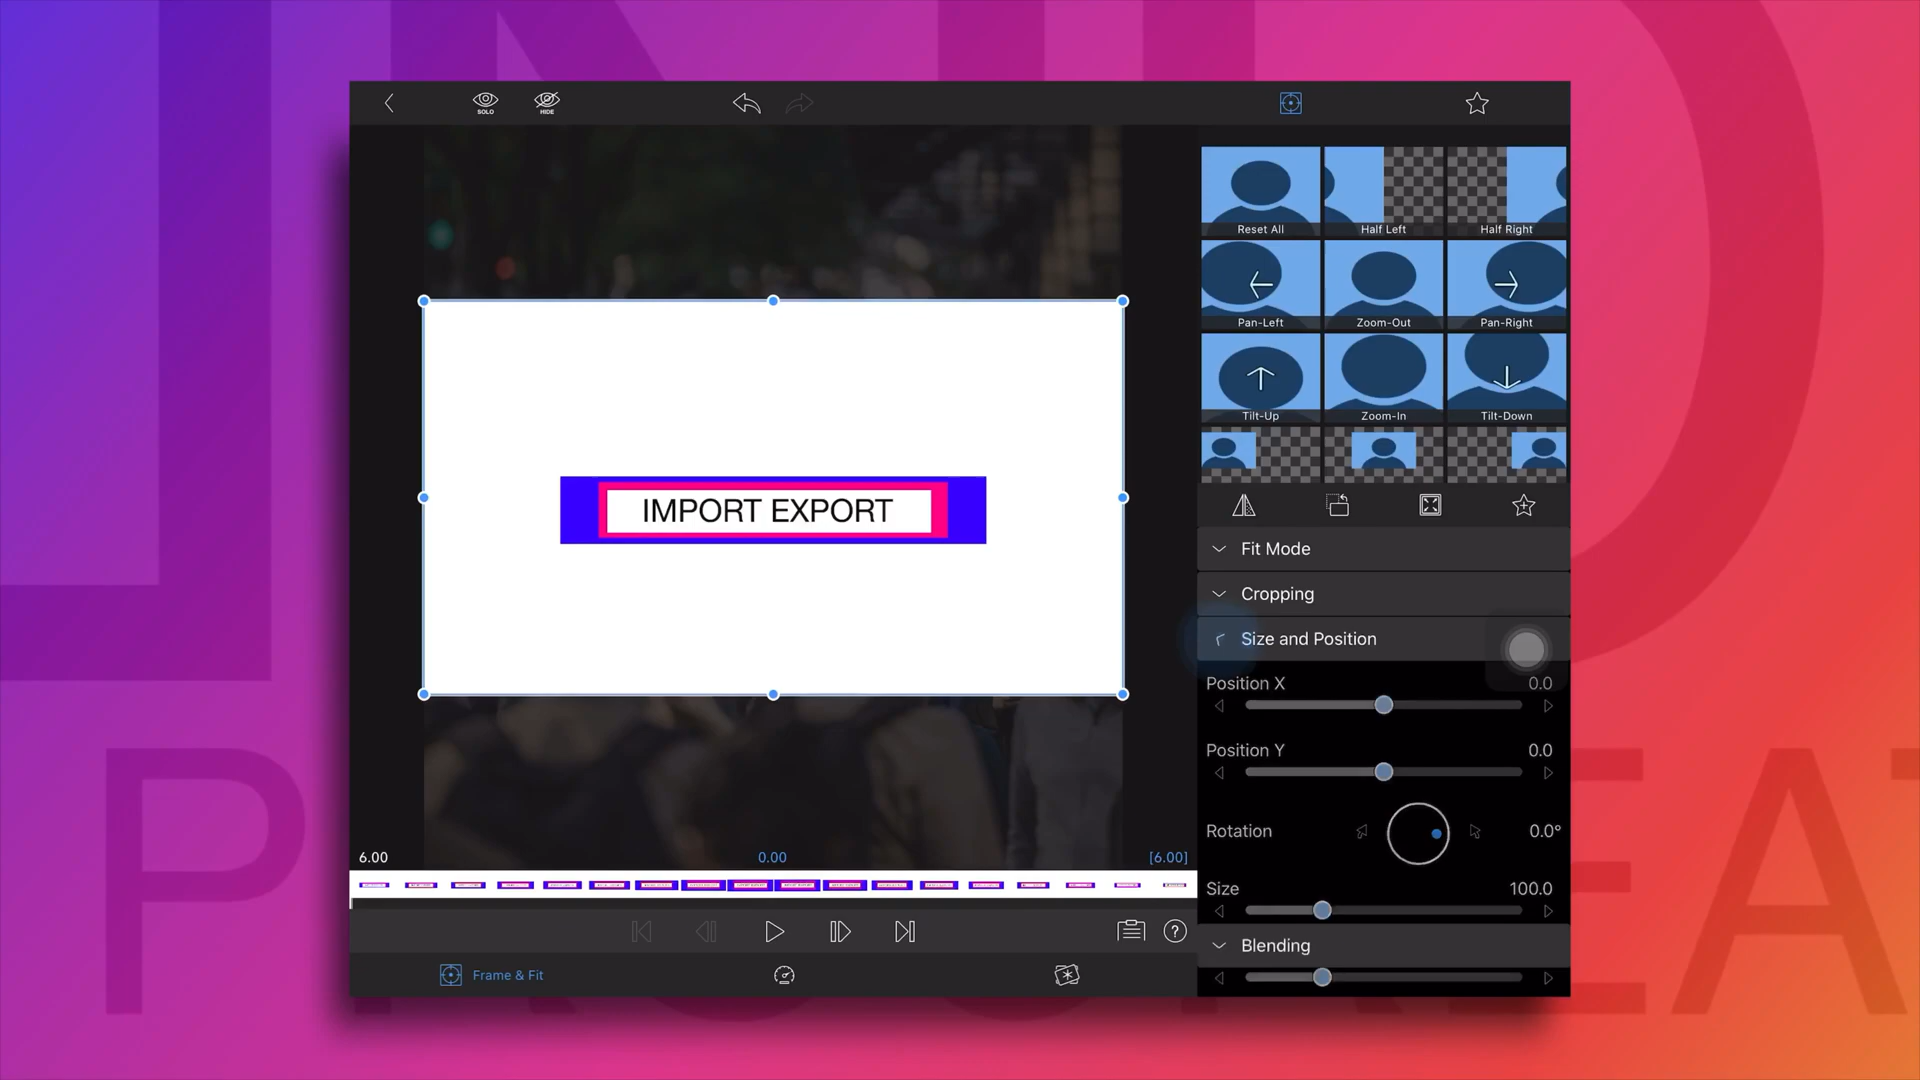 SOLO
HIDE
Reset All
Half Left
Half Right
Pan-Left
Zoom-Out
Pan-Right
Tilt-Up
Zoom-In
Tilt-Down
IMPORT EXPORT
Fit Mode
Cropping
Size and Position
Position X 0.0
Position Y 0.0
Rotation 0.0°
Size 100.0
Blending
6.00 0.00 [6.00]
?
Frame & Fit